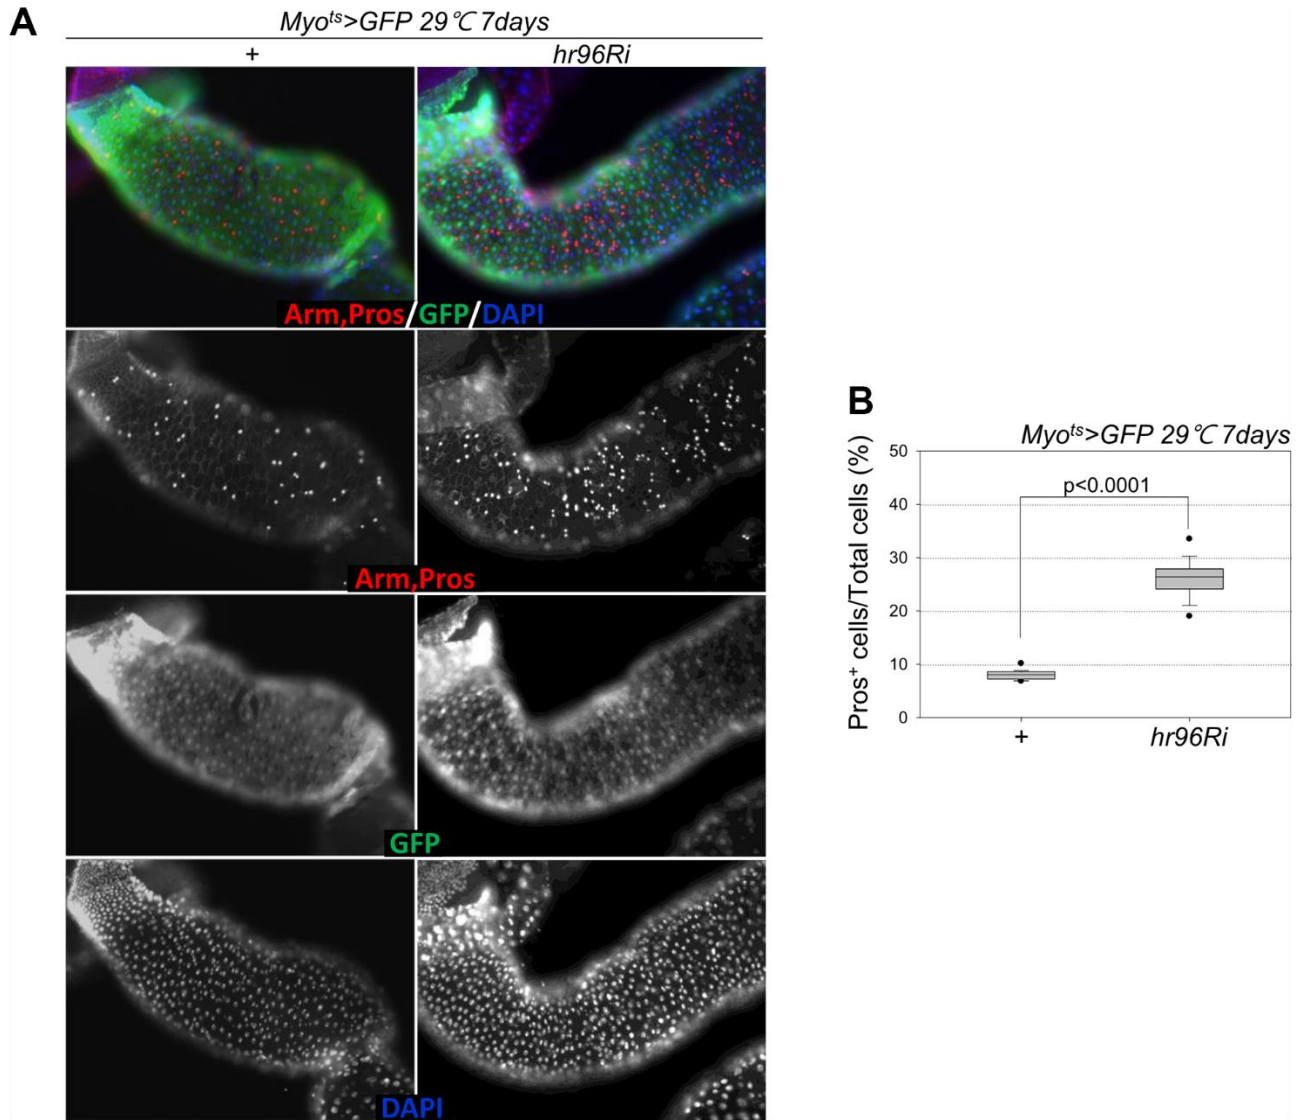 A
Myoᵗˢ>GFP 29℃ 7days
+
hr96Ri
Arm,Pros/GFP/DAPI
Arm,Pros
GFP
DAPI
B
Myoᵗˢ>GFP 29℃ 7days
Pros⁺ cells/Total cells (%)
50
40
30
20
10
0
p<0.0001
+
hr96Ri